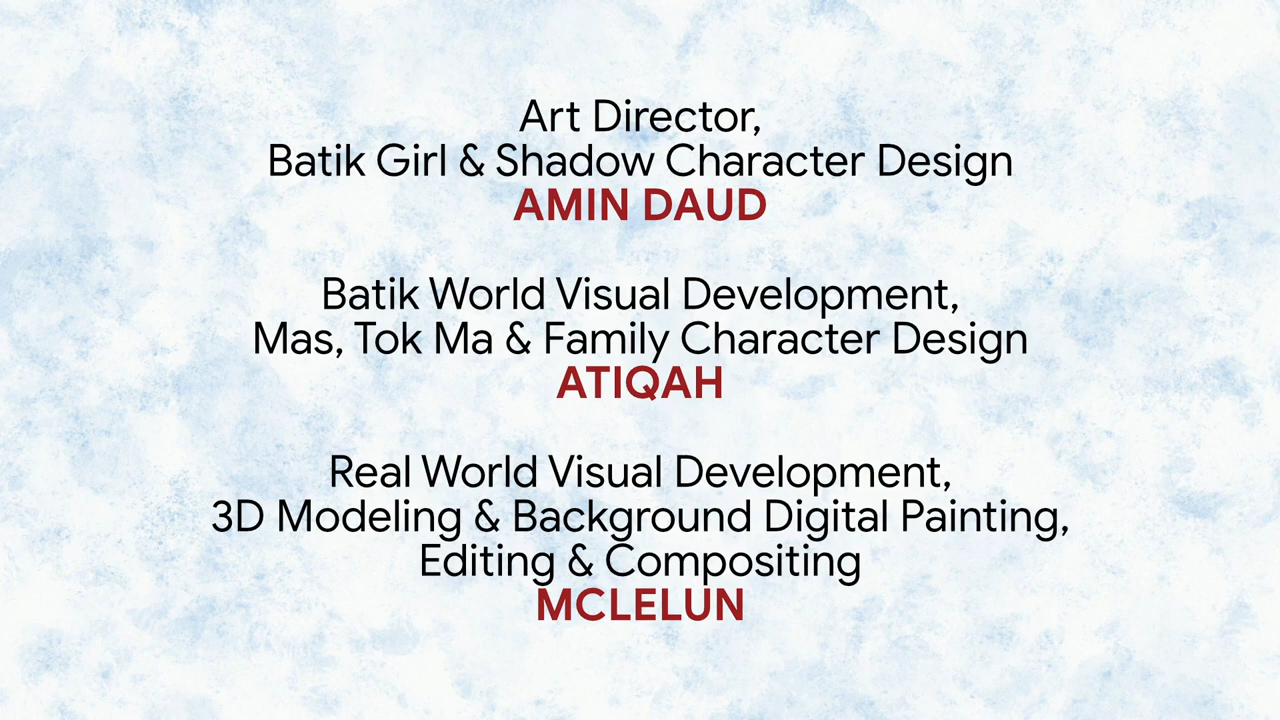 Art Director,
Batik Girl & Shadow Character Design
AMIN DAUD
Batik World Visual Development,
Mas, Tok Ma & Family Character Design
ATIQAH
Real World Visual Development,
3D Modeling & Background Digital Painting,
Editing & Compositing
MCLELUN